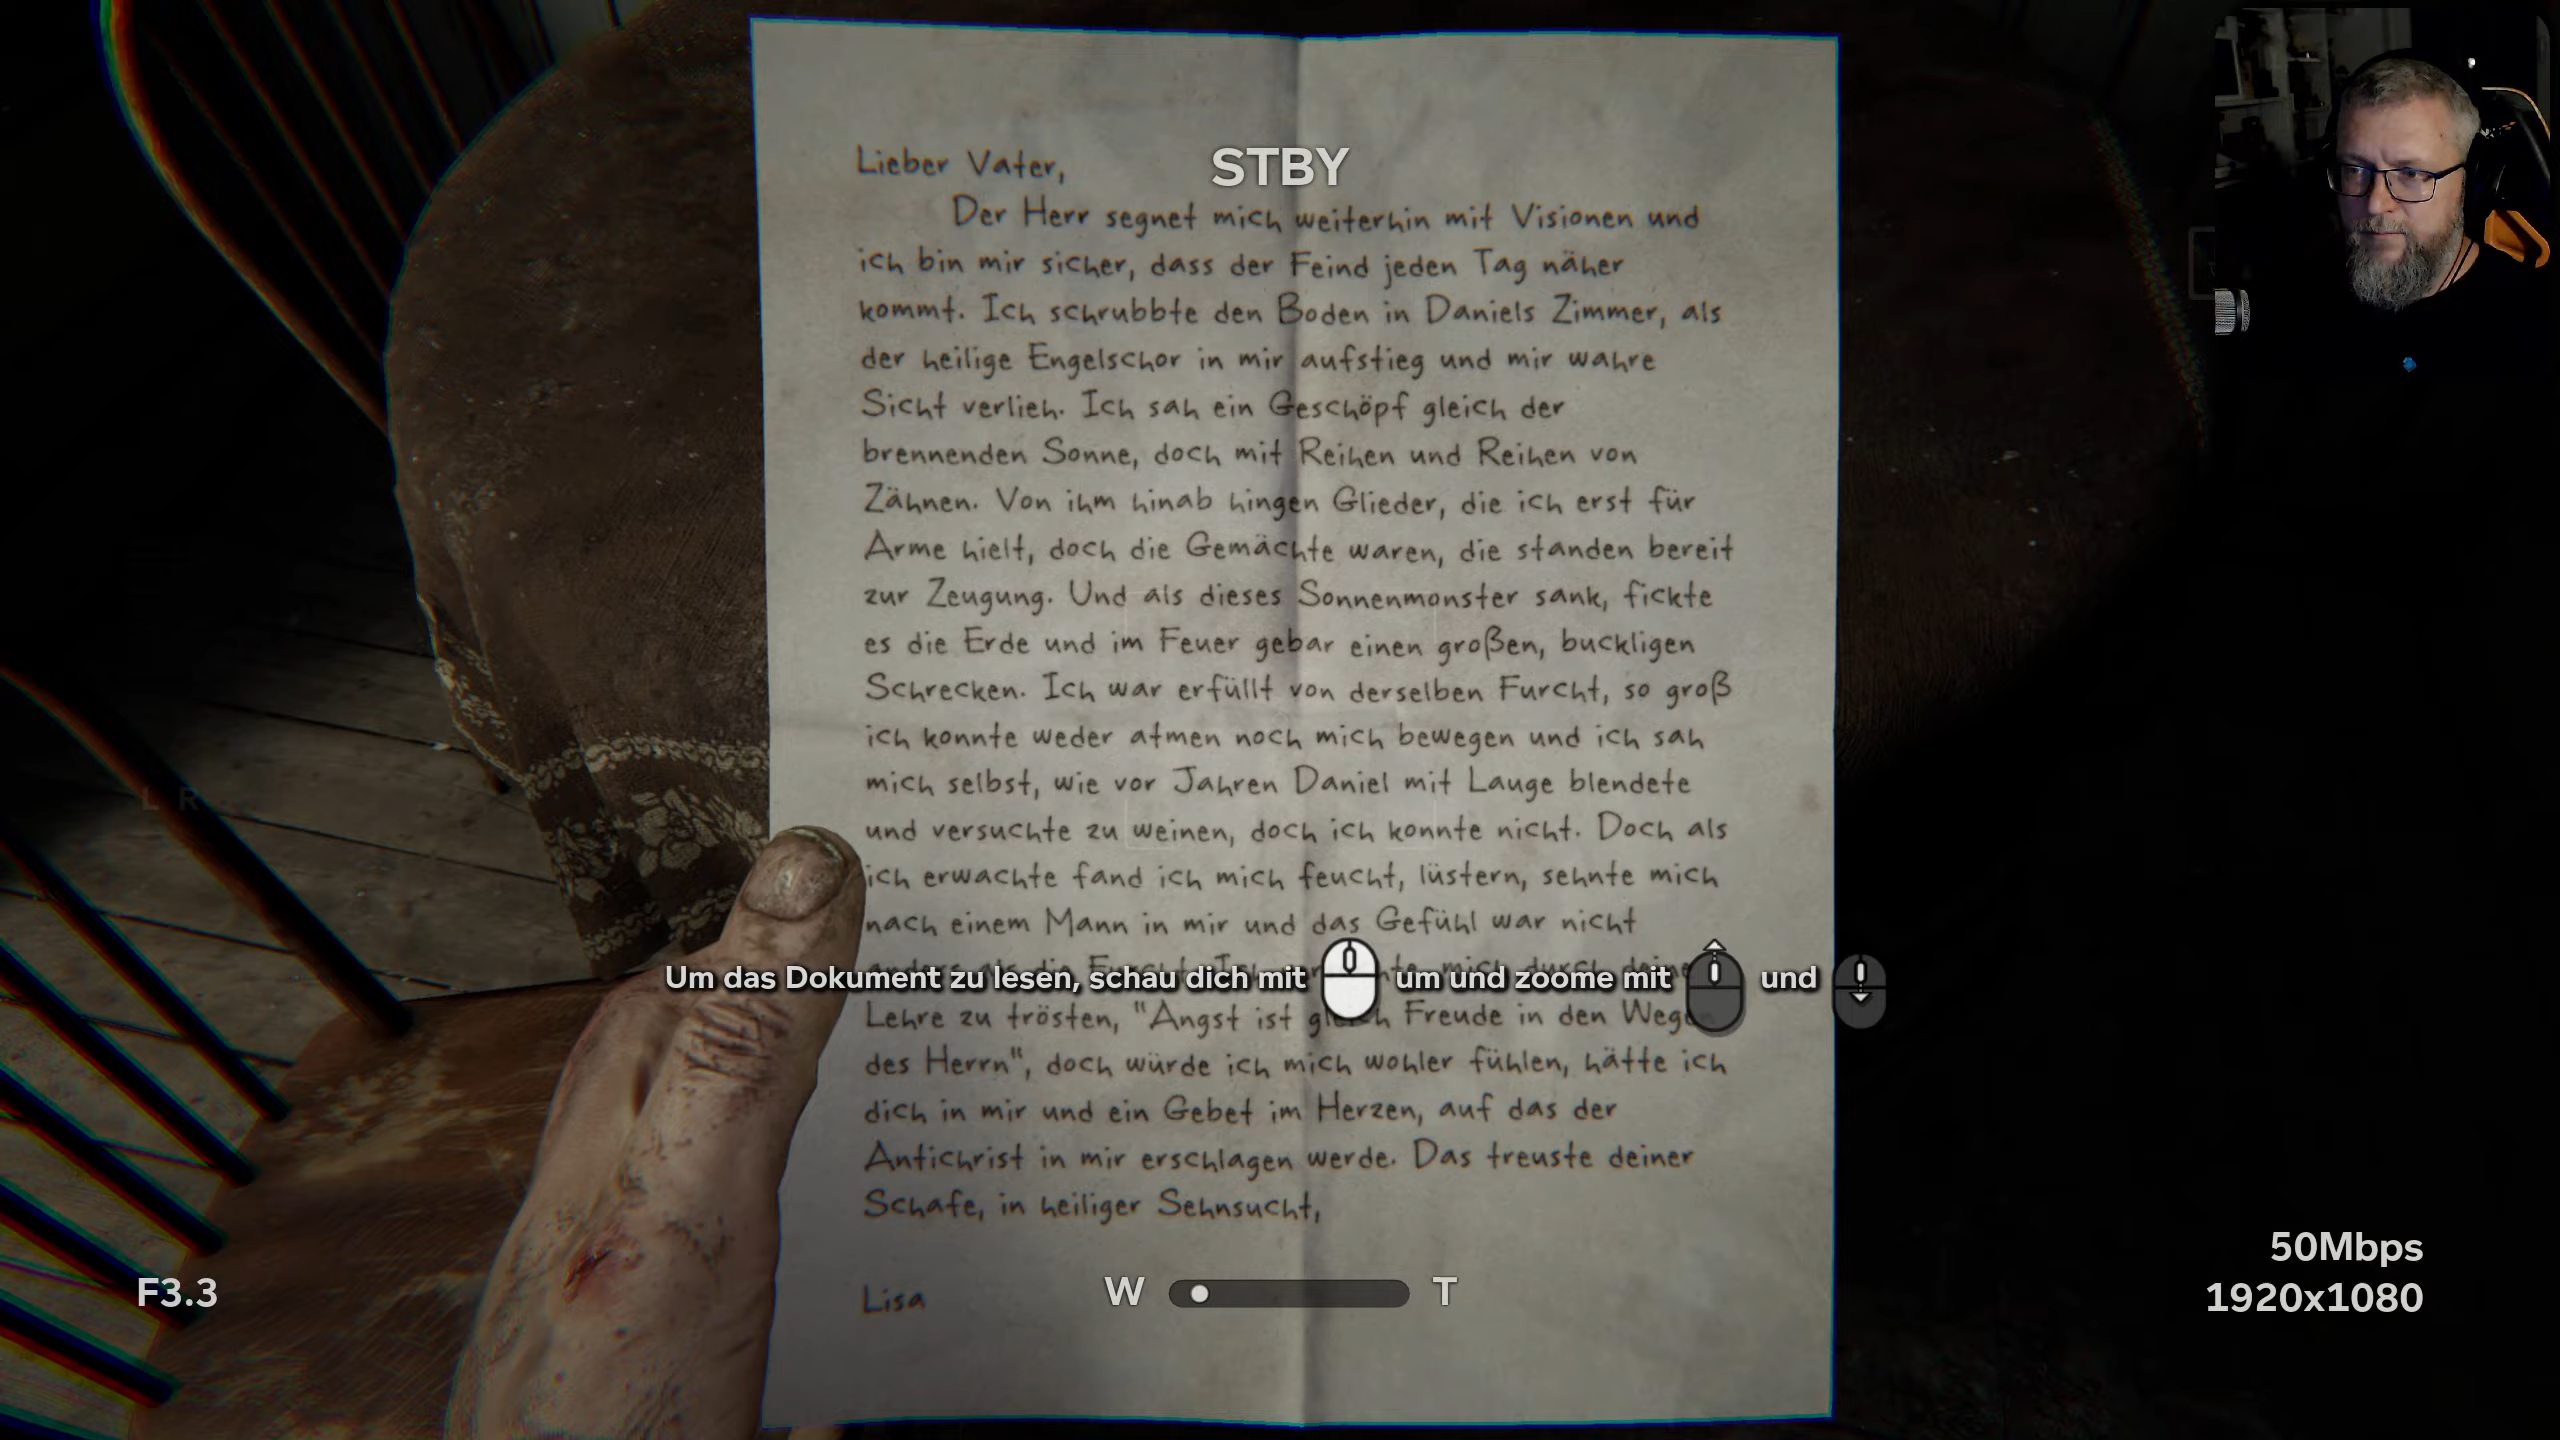 STBY
Lieber Vater,
Der Herr segnet mich weiterhin mit Visionen und
ich bin mir sicher, dass der Feind jeden Tag näher
kommt. Ich schrubbte den Boden in Daniels Zimmer, als
der heilige Engelschor in mir aufstieg und mir wahre
Sicht verlieh. Ich sah ein Geschöpf gleich der
brennenden Sonne, doch mit Reihen und Reihen von
Zähnen. Von ihm hinab hingen Glieder, die ich erst für
Arme hielt, doch die Gemächte waren, die standen bereit
zur Zeugung. Und als dieses Sonnenmonster sank, fickte
es die Erde und im Feuer gebar einen großen, buckligen
Schrecken. Ich war erfüllt von derselben Furcht, so groß
ich konnte weder atmen noch mich bewegen und ich sah
mich selbst, wie vor Jahren Daniel mit Lauge blendete
und versuchte zu weinen, doch ich konnte nicht. Doch als
ich erwachte fand ich mich feucht, lüstern, sehnte mich
nach einem Mann in mir und das Gefühl war nicht
anders als die Furcht. mich durch deine
Um das Dokument zu lesen, schau dich mit um und zoome mit und
Lehre zu trösten, "Angst ist gleich Freude in den Wegen
des Herrn", doch würde ich mich wohler fühlen, hätte ich
dich in mir und ein Gebet im Herzen, auf das der
Antichrist in mir erschlagen werde. Das treuste deiner
Schafe, in heiliger Sehnsucht,
Lisa
L R
F3.3
W T
50Mbps
1920x1080